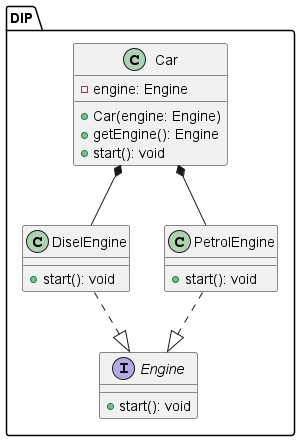 DIP
C Car
engine: Engine
Car(engine: Engine)
getEngine(): Engine
start(): void
C DiselEngine
start(): void
C PetrolEngine
start(): void
I Engine
start(): void